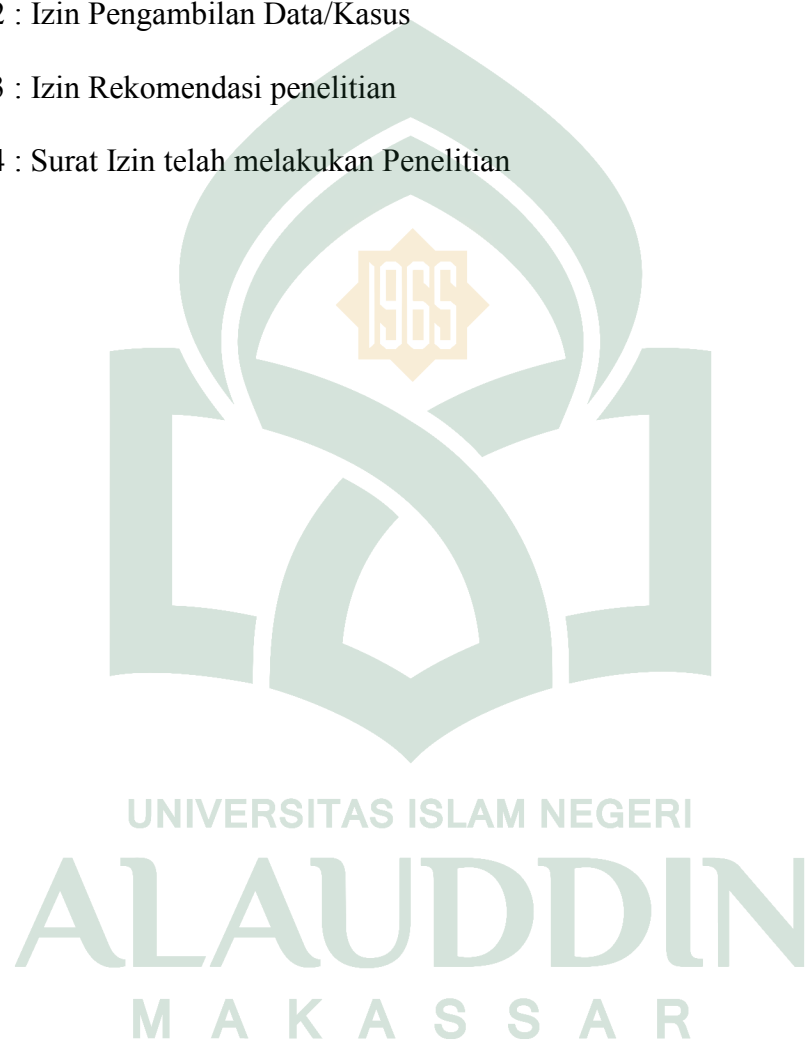 2 : Izin Pengambilan Data/Kasus
3 : Izin Rekomendasi penelitian
4 : Surat Izin telah melakukan Penelitian
1965
UNIVERSITAS ISLAM NEGERI
ALAUDDIN
MAKASSAR